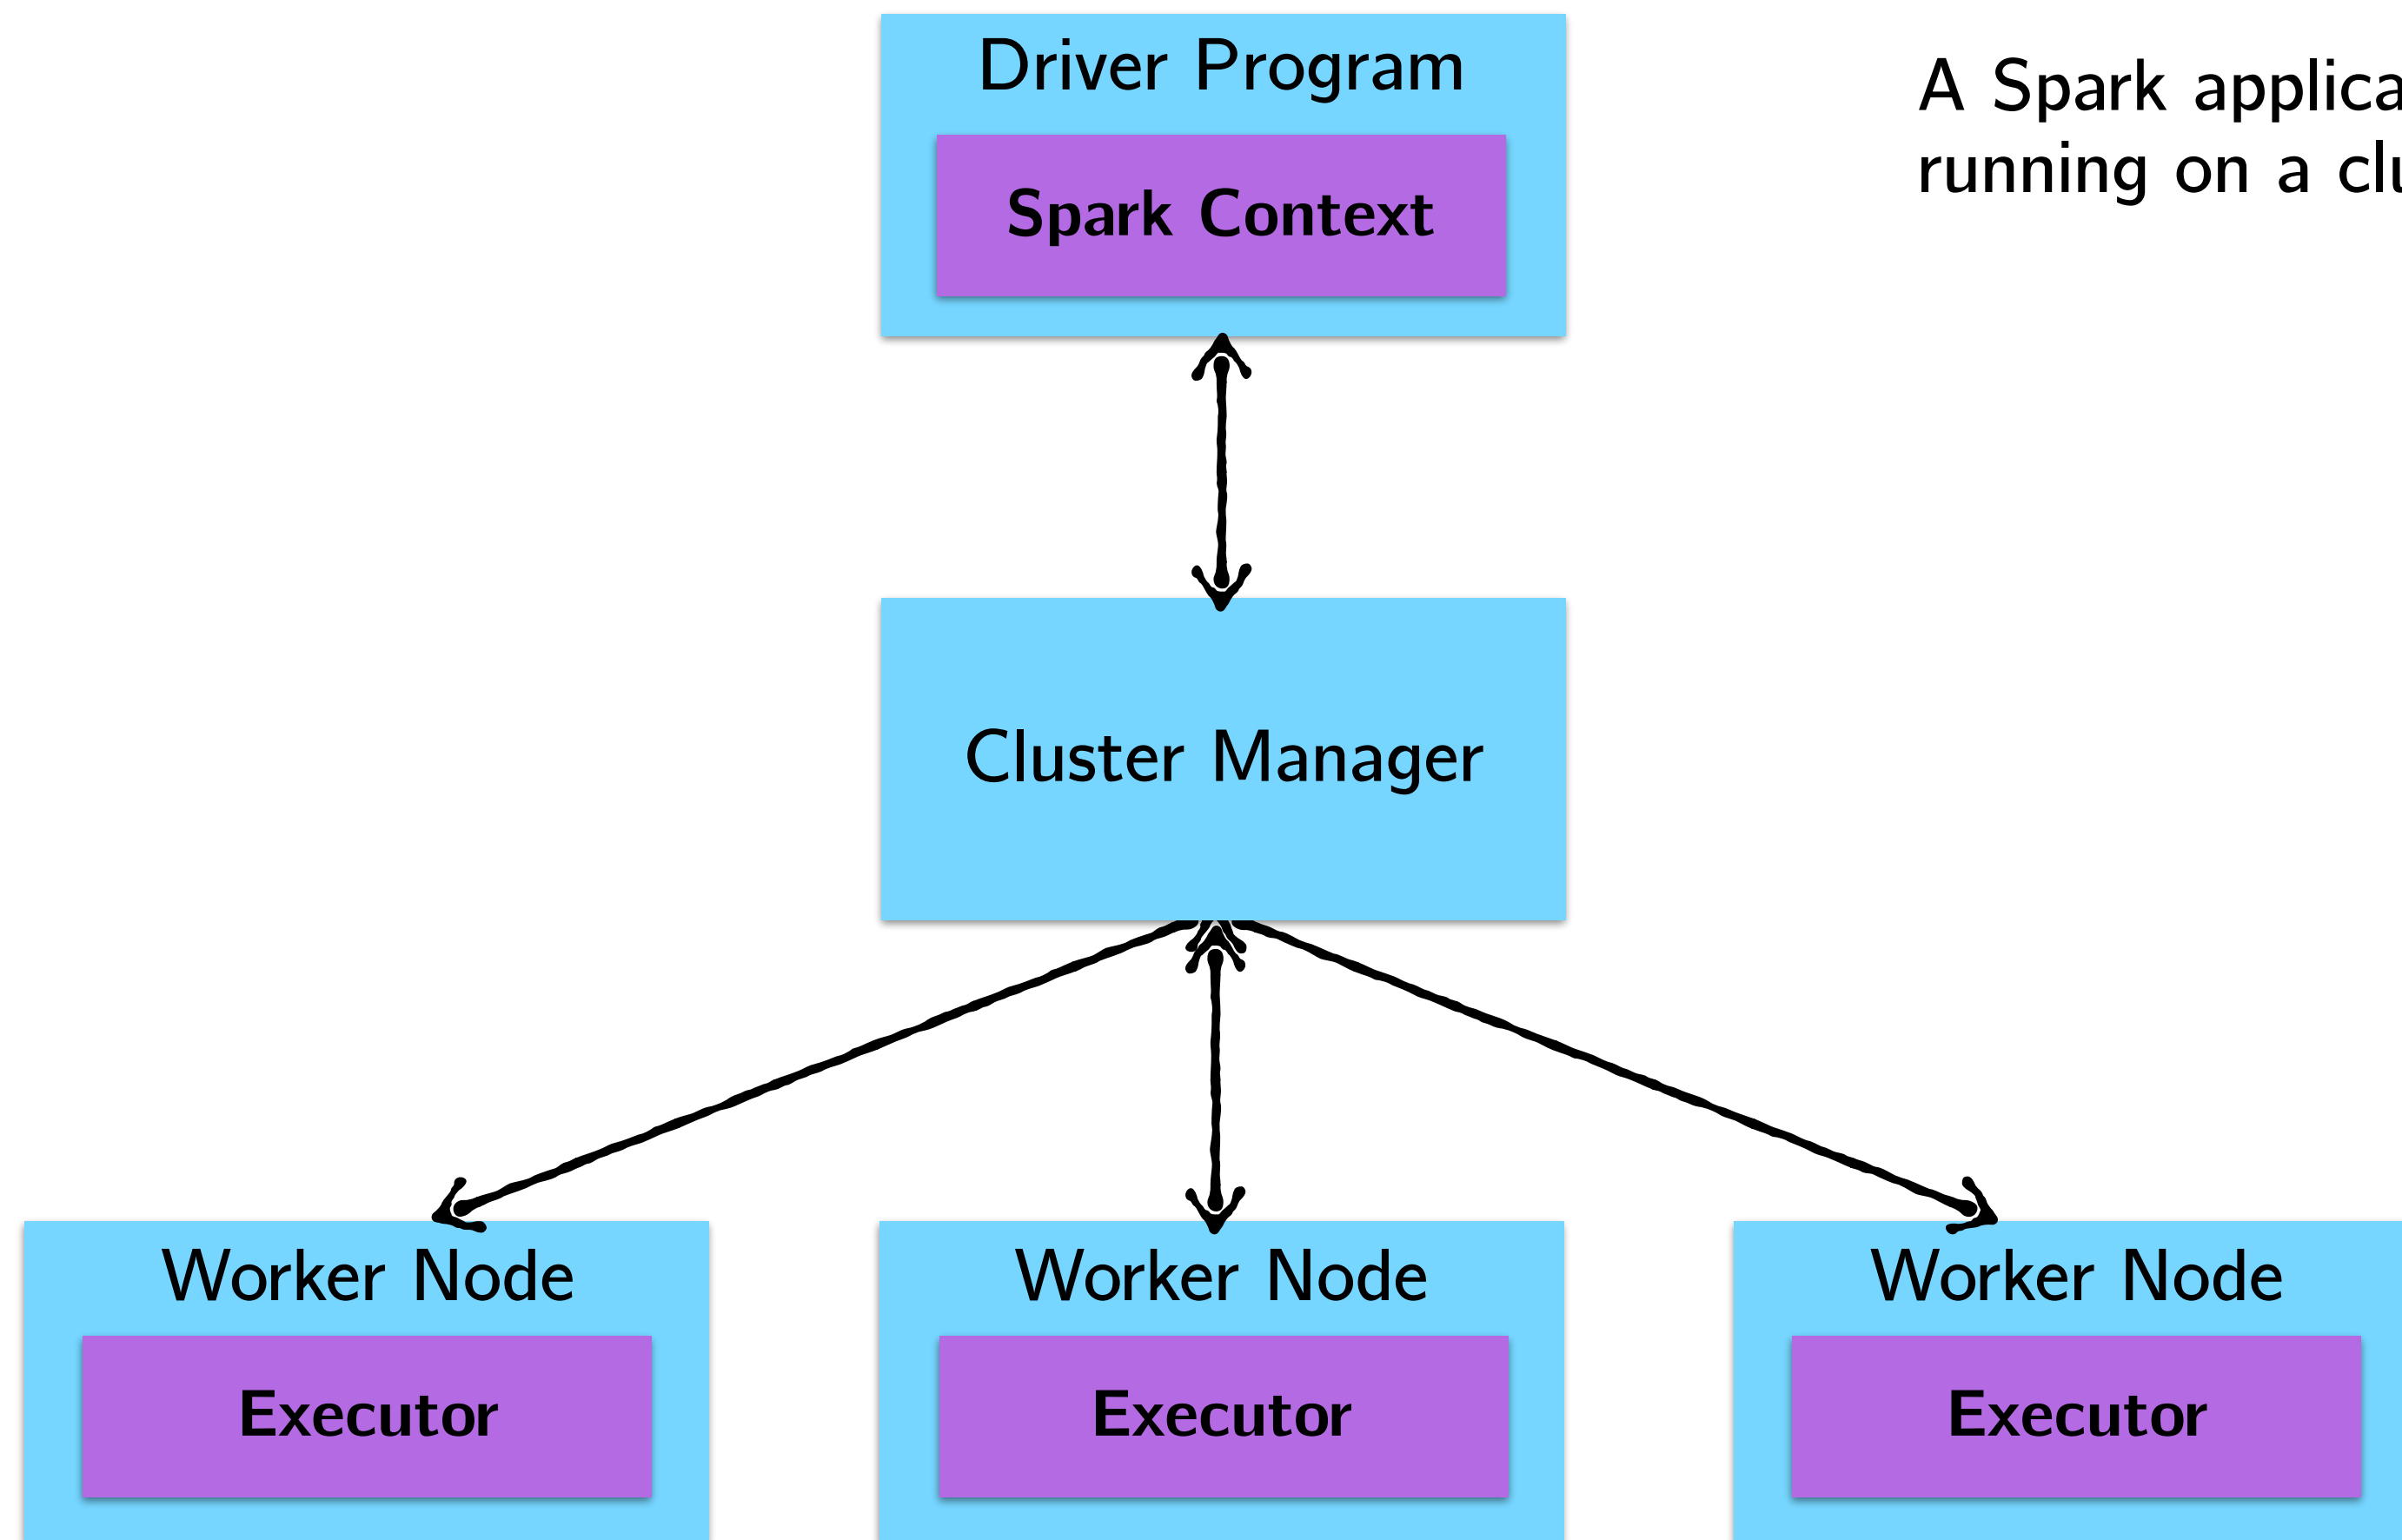 Driver Program
A Spark
running on a
Spark Context
Cluster Manager
Worker Node
Worker Node
Worker Node
Executor
Executor
Executor